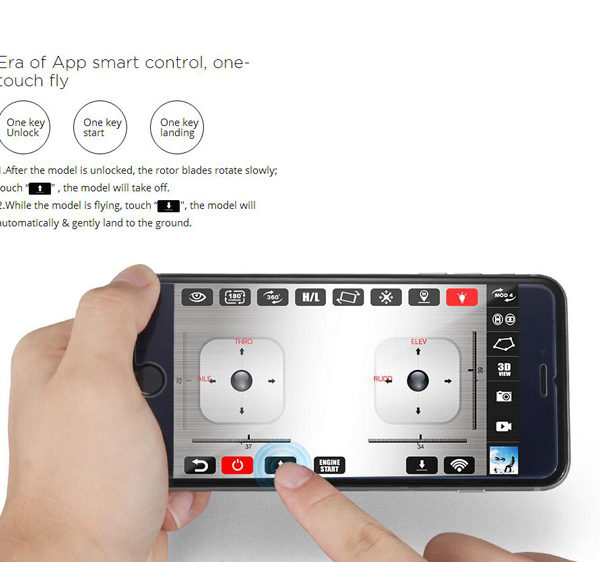 Era of App smart control, one-
touch fly
One key
Unlock
One key
start
One key
landing
1.After the model is unlocked, the rotor blades rotate slowly;
touch " ", the model will take off.
2.While the model is flying, touch " ", the model will
automatically & gently land to the ground.
180°
360°
H/L
MOD 4
THRO
ELEV
AILE
RUDD
39
3D
VIEW
37
34
ENGINE
START